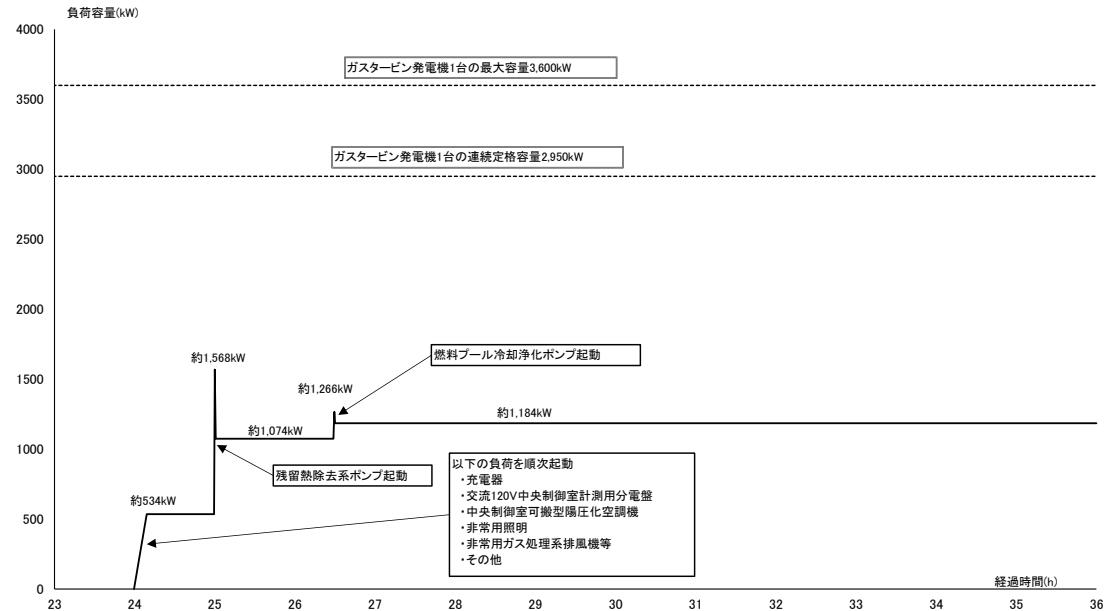 負荷容量(kW)
4000
ガスタービン発電機1台の最大容量3,600kW
3500
ガスタービン発電機1台の連続定格容量2,950kW
3000
2500
2000
約1,568kW
燃料プール冷却浄化ポンプ起動
1500
約1,266kW
約1,184kW
約1,074kW
1000
残留熱除去系ポンプ起動
以下の負荷を順次起動
・充電器
・交流120V中央制御室計測用分電盤
・中央制御室可搬型陽圧化空調機
・非常用照明
・非常用ガス処理系排風機等
・その他
約534kW
500
経過時間(h)
0
23 24 25 26 27 28 29 30 31 32 33 34 35 36